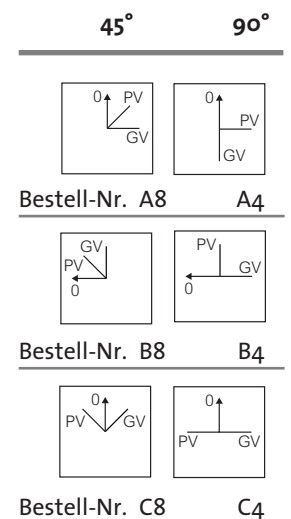 45° 90°
0 PV 0
GV PV
GV
Bestell-Nr. A8 A4
GV PV
PV GV
0 0
Bestell-Nr. B8 B4
0 0
PV GV PV GV
Bestell-Nr. C8 C4